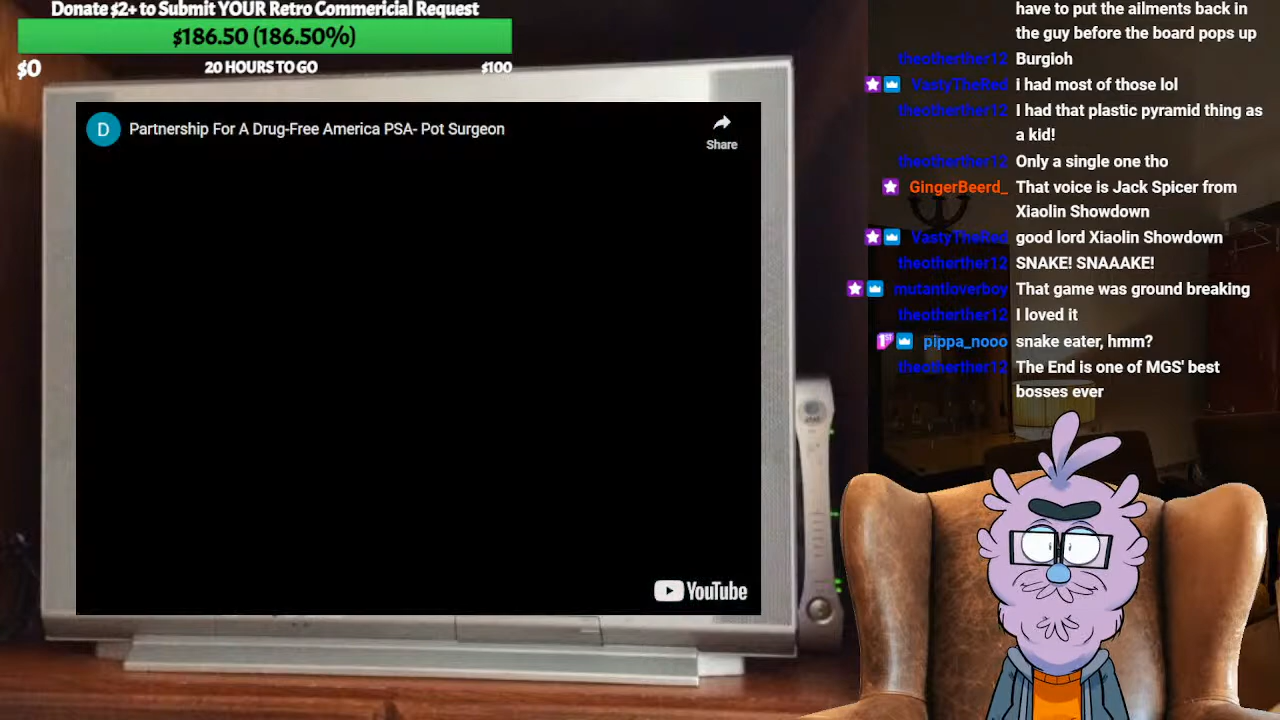 Donate $2+ to Submit YOUR Retro Commericial Request
$186.50 (186.50%)
$0
20 HOURS TO GO
$100
D
Partnership For A Drug-Free America PSA- Pot Surgeon
Share
YouTube
have to put the ailments back in
the guy before the board pops up
theotherther12 Burgioh
VastyTheRed i had most of those lol
theotherther12 I had that plastic pyramid thing as
a kid!
theotherther12 Only a single one tho
GingerBeerd_ That voice is Jack Spicer from
Xiaolin Showdown
VastyTheRed good lord Xiaolin Showdown
theotherther12 SNAKE! SNAAAKE!
mutantloverboy That game was ground breaking
theotherther12 I loved it
pippa_nooo snake eater, hmm?
theotherther12 The End is one of MGS' best
bosses ever